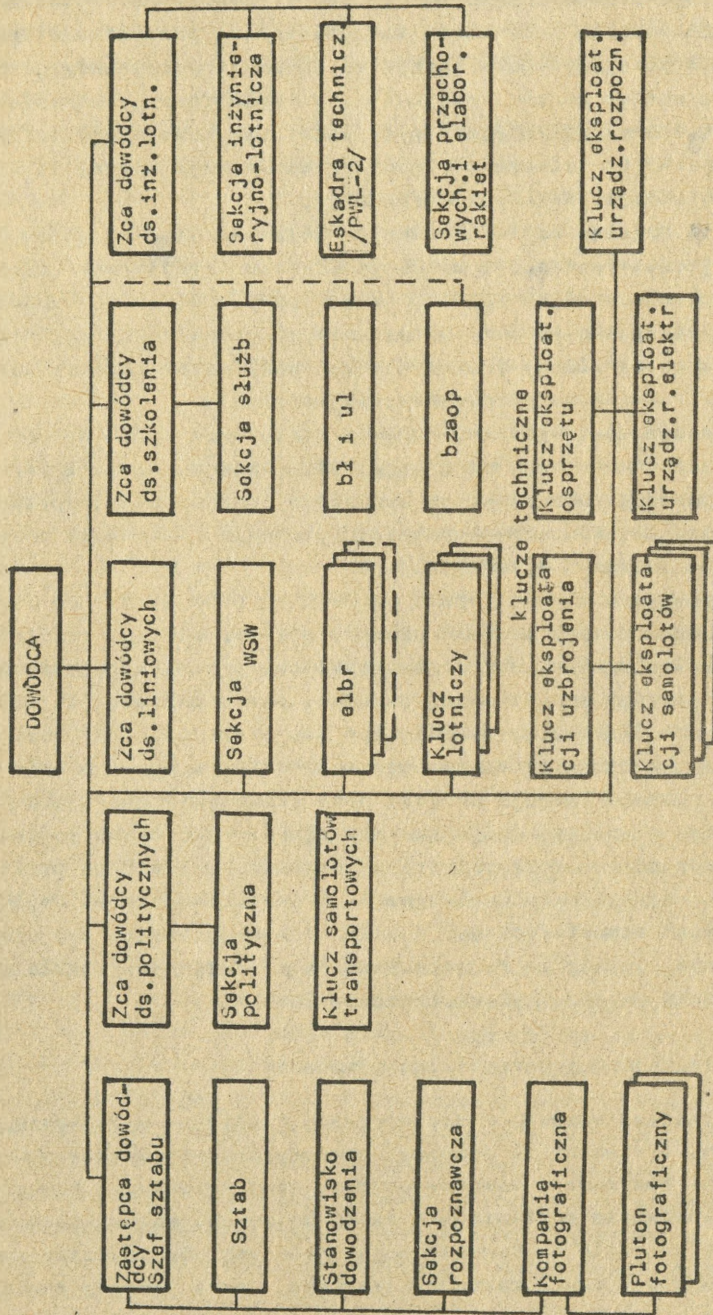 DOWÓDCA
Zastępca dowód-
dcy
Szef sztabu
Zca dowódcy
ds.politycznych
Zca dowódcy
ds.liniowych
Zca dowódcy
ds.szkolenia
Zca dowódcy
ds.inż.lotn.
Sztab
Sekcja
polityczna
Sekcja
WSW
Sekcja służb
Sekcja inżynie-
ryjno-lotnicza
Stanowisko
dowodzenia
Klucz samolotów
transportowych
elbr
bł i ul
Eskadra technicz.
/PWL-2/
Sekcja
rozpoznawcza
Klucz
lotniczy
bzaop
Sekcja przecho-
wych.i elabor.
rakiet
klucze techniczne
Kompania
fotograficzna
Klucz eksploata-
cji uzbrojenia
Klucz eksploat.
osprzętu
Klucz eksploat.
urządz.rozpozn.
Pluton
fotograficzny
Klucz eksploata-
cji samolotów
Klucz eksploat.
urządz.r.elektr